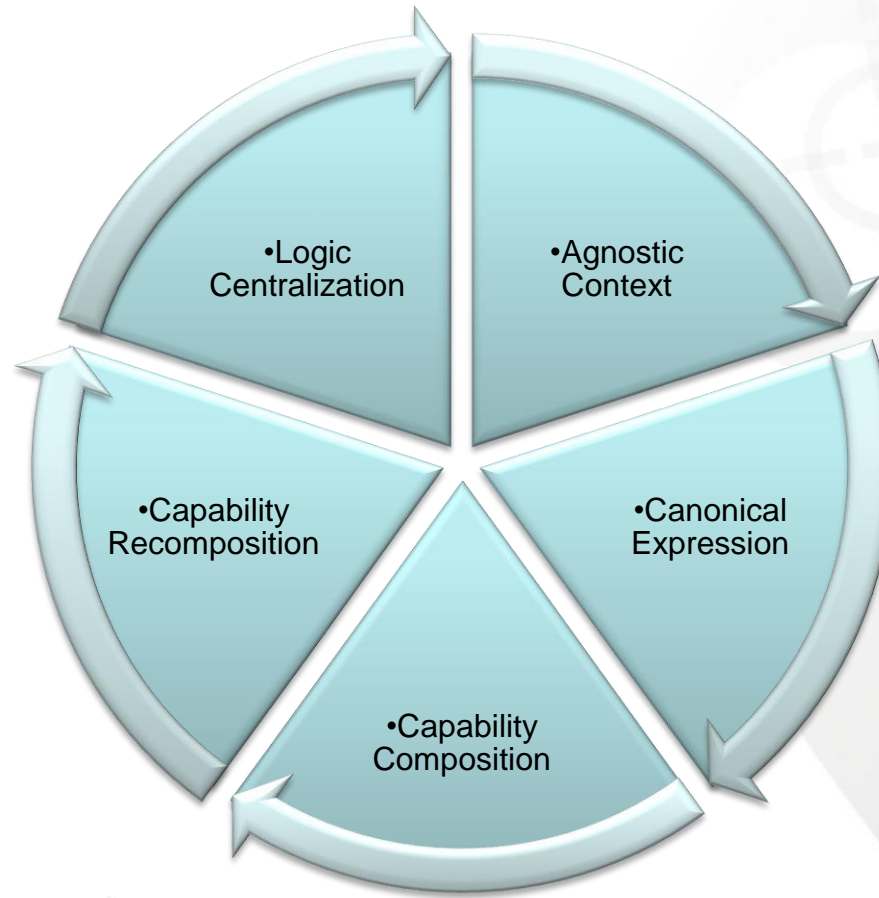 •Logic
Centralization
•Agnostic
Context
•Capability
Recomposition
•Canonical
Expression
•Capability
Composition